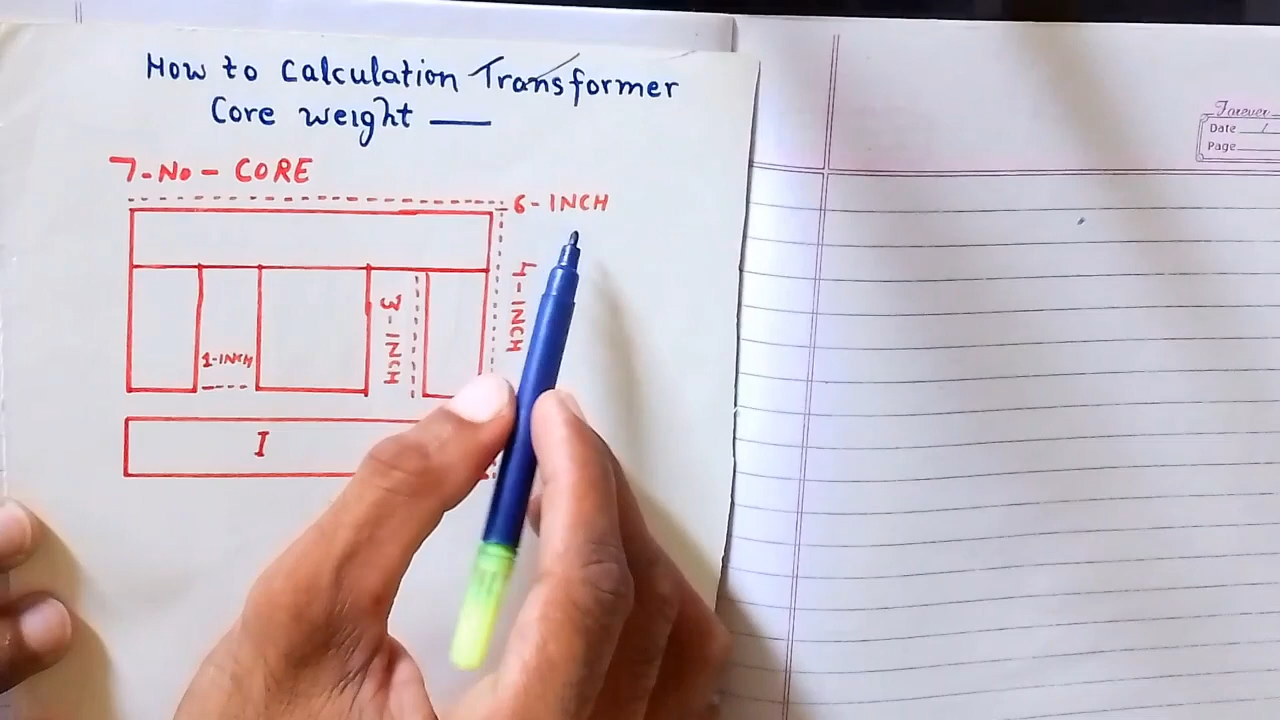 How to Calculation Transformer
Core weight —
7-No - CORE
6-INCH
4-INCH
3-INCH
1-INCH
I
Forever
Date /
Page